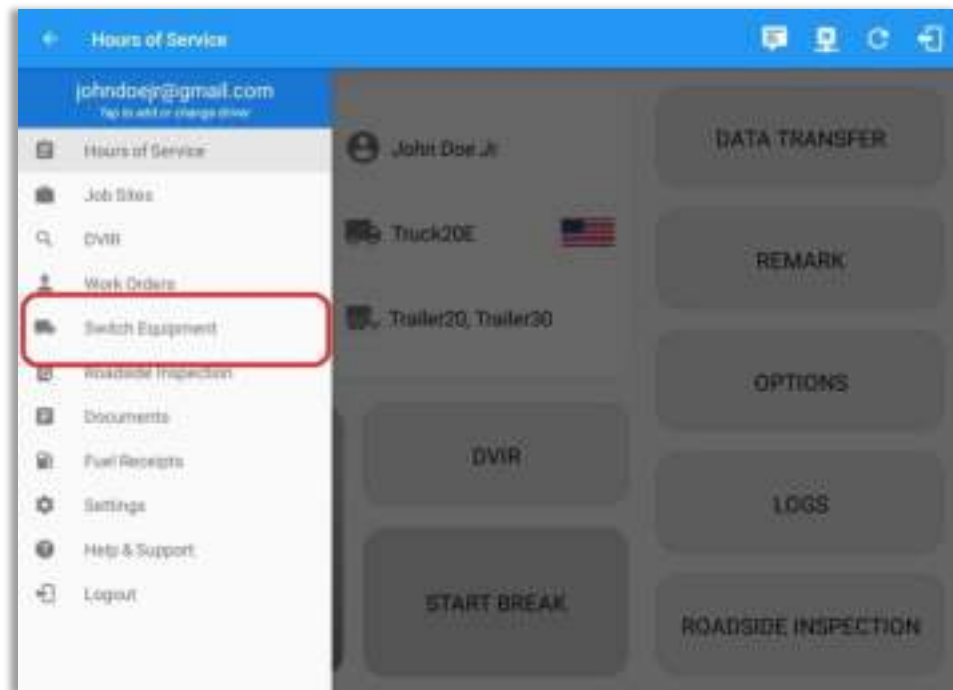 Hours of Service
johndoejr@gmail.com
Tap to add or change driver
Hours of Service
Job Sites
DVIR
Work Orders
Switch Equipment
Roadside Inspection
Documents
Fuel Receipts
Settings
Help & Support
Logout
John Doe Jr
Truck20E
Trailer20, Trailer30
DVIR
START BREAK
DATA TRANSFER
REMARK
OPTIONS
LOGS
ROADSIDE INSPECTION